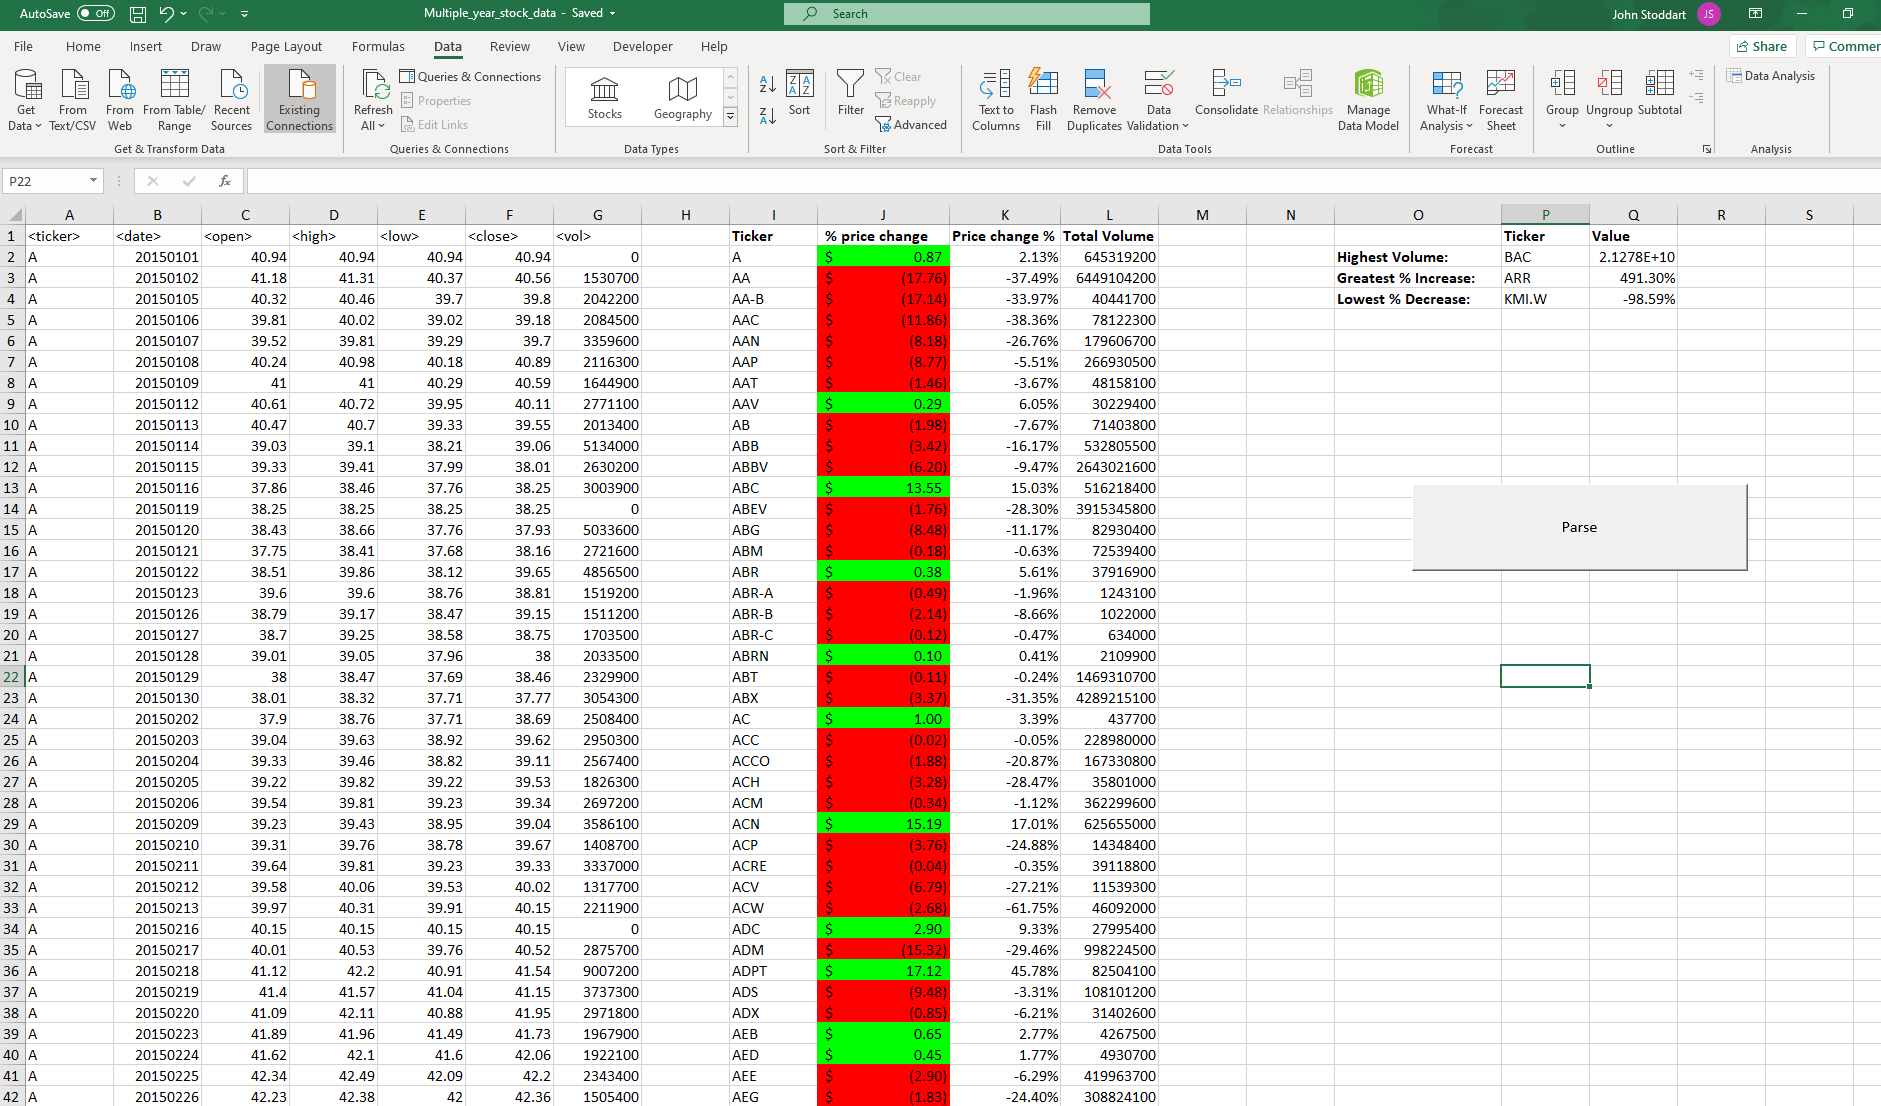 AutoSave Off Multiple_year_stock_data - Saved Search John Stoddart JS
File Home Insert Draw Page Layout Formulas Data Review View Developer Help Share Commen
Get Data From Text/CSV From Web From Table/ Range Recent Sources Existing Connections
Get & Transform Data
Refresh All Queries & Connections Properties Edit Links
Queries & Connections
Stocks Geography
Data Types
Sort Filter Clear Reapply Advanced
Sort & Filter
Text to Columns Flash Fill Remove Duplicates Data Validation Consolidate Relationships Manage Data Model
Data Tools
What-If Analysis Forecast Sheet
Forecast
Group Ungroup Subtotal
Outline
Data Analysis
Analysis
P22 fx
A B C D E F G H I J K L M N O P Q R S
1 <ticker> <date> <open> <high> <low> <close> <vol> Ticker % price change Price change % Total Volume Ticker Value
2 A 20150101 40.94 40.94 40.94 40.94 0 A $ 0.87 2.13% 645319200 Highest Volume: BAC 2.1278E+10
3 A 20150102 41.18 41.31 40.37 40.56 1530700 AA $ (17.76) -37.49% 6449104200 Greatest % Increase: ARR 491.30%
4 A 20150105 40.32 40.46 39.7 39.8 2042200 AA-B $ (17.14) -33.97% 40441700 Lowest % Decrease: KMI.W -98.59%
5 A 20150106 39.81 40.02 39.02 39.18 2084500 AAC $ (11.86) -38.36% 78122300
6 A 20150107 39.52 39.81 39.29 39.7 3359600 AAN $ (8.18) -26.76% 179606700
7 A 20150108 40.24 40.98 40.18 40.89 2116300 AAP $ (8.77) -5.51% 266930500
8 A 20150109 41 41 40.29 40.59 1644900 AAT $ (1.46) -3.67% 48158100
9 A 20150112 40.61 40.72 39.95 40.11 2771100 AAV $ 0.29 6.05% 30229400
10 A 20150113 40.47 40.7 39.33 39.55 2013400 AB $ (1.98) -7.67% 71403800
11 A 20150114 39.03 39.1 38.21 39.06 5134000 ABB $ (3.42) -16.17% 532805500
12 A 20150115 39.33 39.41 37.99 38.01 2630200 ABBV $ (6.20) -9.47% 2643021600
13 A 20150116 37.86 38.46 37.76 38.25 3003900 ABC $ 13.55 15.03% 516218400
14 A 20150119 38.25 38.25 38.25 38.25 0 ABEV $ (1.76) -28.30% 3915345800
15 A 20150120 38.43 38.66 37.76 37.93 5033600 ABG $ (8.48) -11.17% 82930400 Parse
16 A 20150121 37.75 38.41 37.68 38.16 2721600 ABM $ (0.18) -0.63% 72539400
17 A 20150122 38.51 39.86 38.12 39.65 4856500 ABR $ 0.38 5.61% 37916900
18 A 20150123 39.6 39.6 38.76 38.81 1519200 ABR-A $ (0.49) -1.96% 1243100
19 A 20150126 38.79 39.17 38.47 39.15 1511200 ABR-B $ (2.14) -8.66% 1022000
20 A 20150127 38.7 39.25 38.58 38.75 1703500 ABR-C $ (0.12) -0.47% 634000
21 A 20150128 39.01 39.05 37.96 38 2033500 ABRN $ 0.10 0.41% 2109900
22 A 20150129 38 38.47 37.69 38.46 2329900 ABT $ (0.11) -0.24% 1469310700
23 A 20150130 38.01 38.32 37.71 37.77 3054300 ABX $ (3.37) -31.35% 4289215100
24 A 20150202 37.9 38.76 37.71 38.69 2508400 AC $ 1.00 3.39% 437700
25 A 20150203 39.04 39.63 38.92 39.62 2950300 ACC $ (0.02) -0.05% 228980000
26 A 20150204 39.33 39.46 38.82 39.11 2567400 ACCO $ (1.88) -20.87% 167330800
27 A 20150205 39.22 39.82 39.22 39.53 1826300 ACH $ (3.28) -28.47% 35801000
28 A 20150206 39.54 39.81 39.23 39.34 2697200 ACM $ (0.34) -1.12% 362299600
29 A 20150209 39.23 39.43 38.95 39.04 3586100 ACN $ 15.19 17.01% 625655000
30 A 20150210 39.31 39.76 38.78 39.67 1408700 ACP $ (3.76) -24.88% 14348400
31 A 20150211 39.64 39.81 39.23 39.33 3337000 ACRE $ (0.04) -0.35% 39118800
32 A 20150212 39.58 40.06 39.53 40.02 1317700 ACV $ (6.79) -27.21% 11539300
33 A 20150213 39.97 40.31 39.91 40.15 2211900 ACW $ (2.68) -61.75% 46092000
34 A 20150216 40.15 40.15 40.15 40.15 0 ADC $ 2.90 9.33% 27995400
35 A 20150217 40.01 40.53 39.76 40.52 2875700 ADM $ (15.32) -29.46% 998224500
36 A 20150218 41.12 42.2 40.91 41.54 9007200 ADPT $ 17.12 45.78% 82504100
37 A 20150219 41.4 41.57 41.04 41.15 3737300 ADS $ (9.48) -3.31% 108101200
38 A 20150220 41.09 42.11 40.88 41.95 2971800 ADX $ (0.85) -6.21% 31402600
39 A 20150223 41.89 41.96 41.49 41.73 1967900 AEB $ 0.65 2.77% 4267500
40 A 20150224 41.62 42.1 41.6 42.06 1922100 AED $ 0.45 1.77% 4930700
41 A 20150225 42.34 42.49 42.09 42.2 2343400 AEE $ (2.90) -6.29% 419963700
42 A 20150226 42.23 42.38 42 42.36 1505400 AEG $ (1.83) -24.40% 308824100